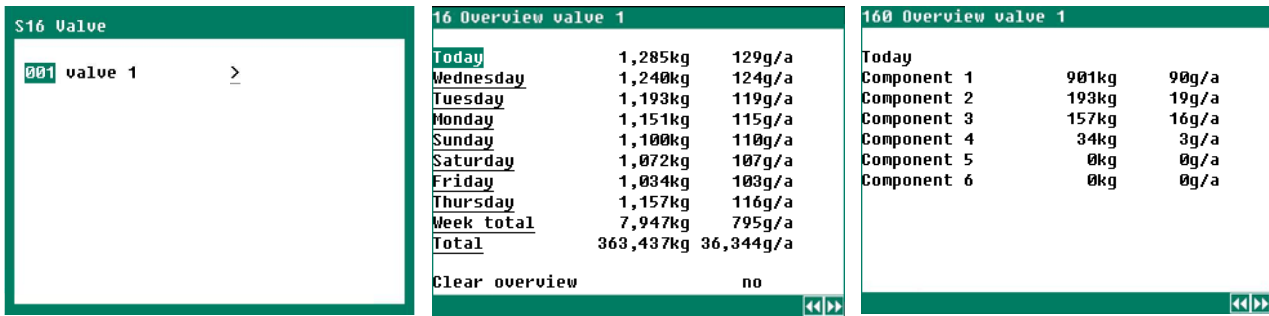 S16 Valve
001 valve 1 >
16 Overview valve 1
Today 1,285kg 129g/a
Wednesday 1,240kg 124g/a
Tuesday 1,193kg 119g/a
Monday 1,151kg 115g/a
Sunday 1,100kg 110g/a
Saturday 1,072kg 107g/a
Friday 1,034kg 103g/a
Thursday 1,157kg 116g/a
Week total 7,947kg 795g/a
Total 363,437kg 36,344g/a
Clear overview no
160 Overview valve 1
Today
Component 1 901kg 90g/a
Component 2 193kg 19g/a
Component 3 157kg 16g/a
Component 4 34kg 3g/a
Component 5 0kg 0g/a
Component 6 0kg 0g/a